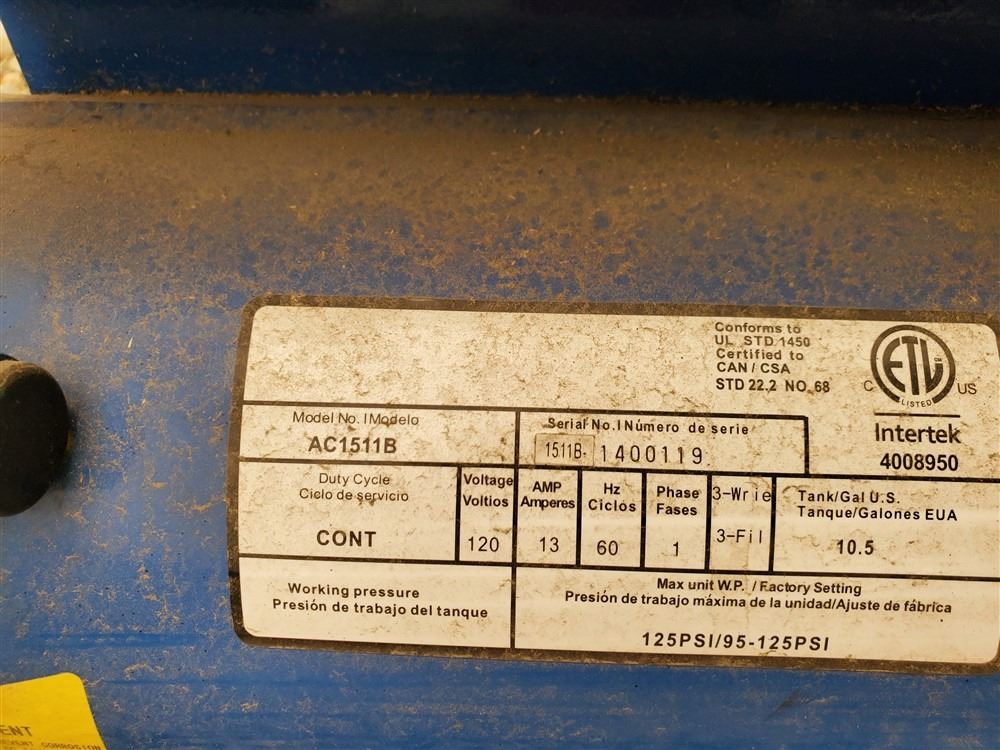 Conforms to
UL STD 1450
Certified to
CAN / CSA
STD 22.2 NO. 68
ETL
CM
LISTED
C US
Intertek
4008950
Model No. I Modelo
AC1511B
Serial No. I Número de serie
1511B- 1400119
Duty Cycle
Ciclo de servicio
CONT
Voltage
Voltios
120
AMP
Amperes
13
Hz
Ciclos
60
Phase
Fases
1
3-Wrie
3-Fil
Tank/Gal U.S.
Tanque/Galones EUA
10.5
Working pressure
Presión de trabajo del tanque
Max unit W.P. / Factory Setting
Presión de trabajo máxima de la unidad/Ajuste de fábrica
125PSI/95-125PSI
ENT
CORROSION